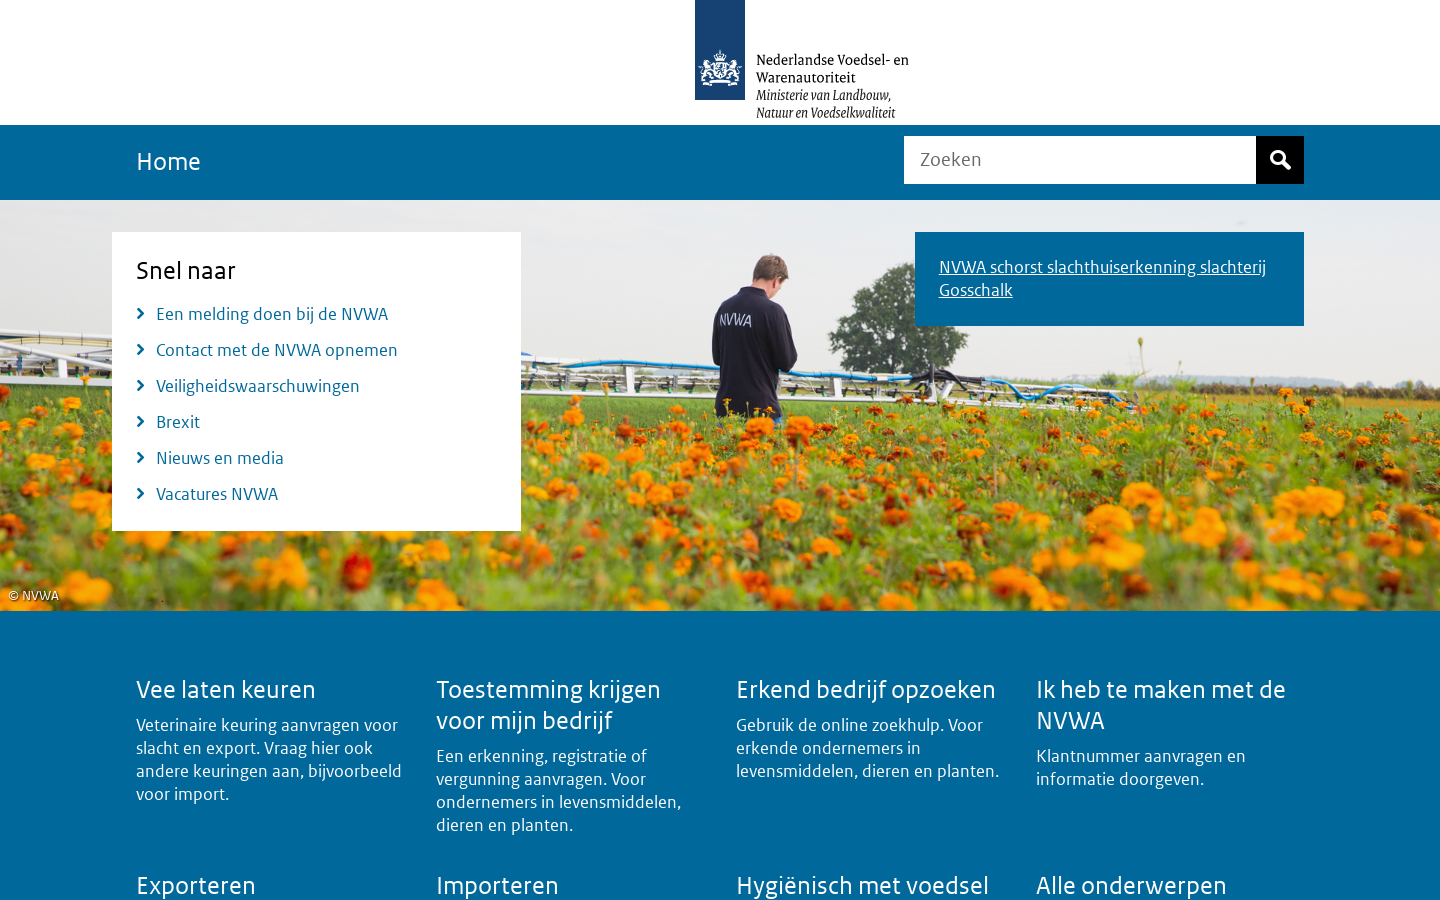 Nederlandse Voedsel- en
Warenautoriteit
Ministerie van Landbouw,
Natuur en Voedselkwaliteit
Home
Zoeken
Snel naar
Een melding doen bij de NVWA
Contact met de NVWA opnemen
Veiligheidswaarschuwingen
Brexit
Nieuws en media
Vacatures NVWA
NVWA schorst slachthuiserkenning slachterij
Gosschalk
NVWA
© NVWA
Vee laten keuren
Veterinaire keuring aanvragen voor
slacht en export. Vraag hier ook
andere keuringen aan, bijvoorbeeld
voor import.
Toestemming krijgen
voor mijn bedrijf
Een erkenning, registratie of
vergunning aanvragen. Voor
ondernemers in levensmiddelen,
dieren en planten.
Erkend bedrijf opzoeken
Gebruik de online zoekhulp. Voor
erkende ondernemers in
levensmiddelen, dieren en planten.
Ik heb te maken met de
NVWA
Klantnummer aanvragen en
informatie doorgeven.
Exporteren
Importeren
Hygiënisch met voedsel
Alle onderwerpen